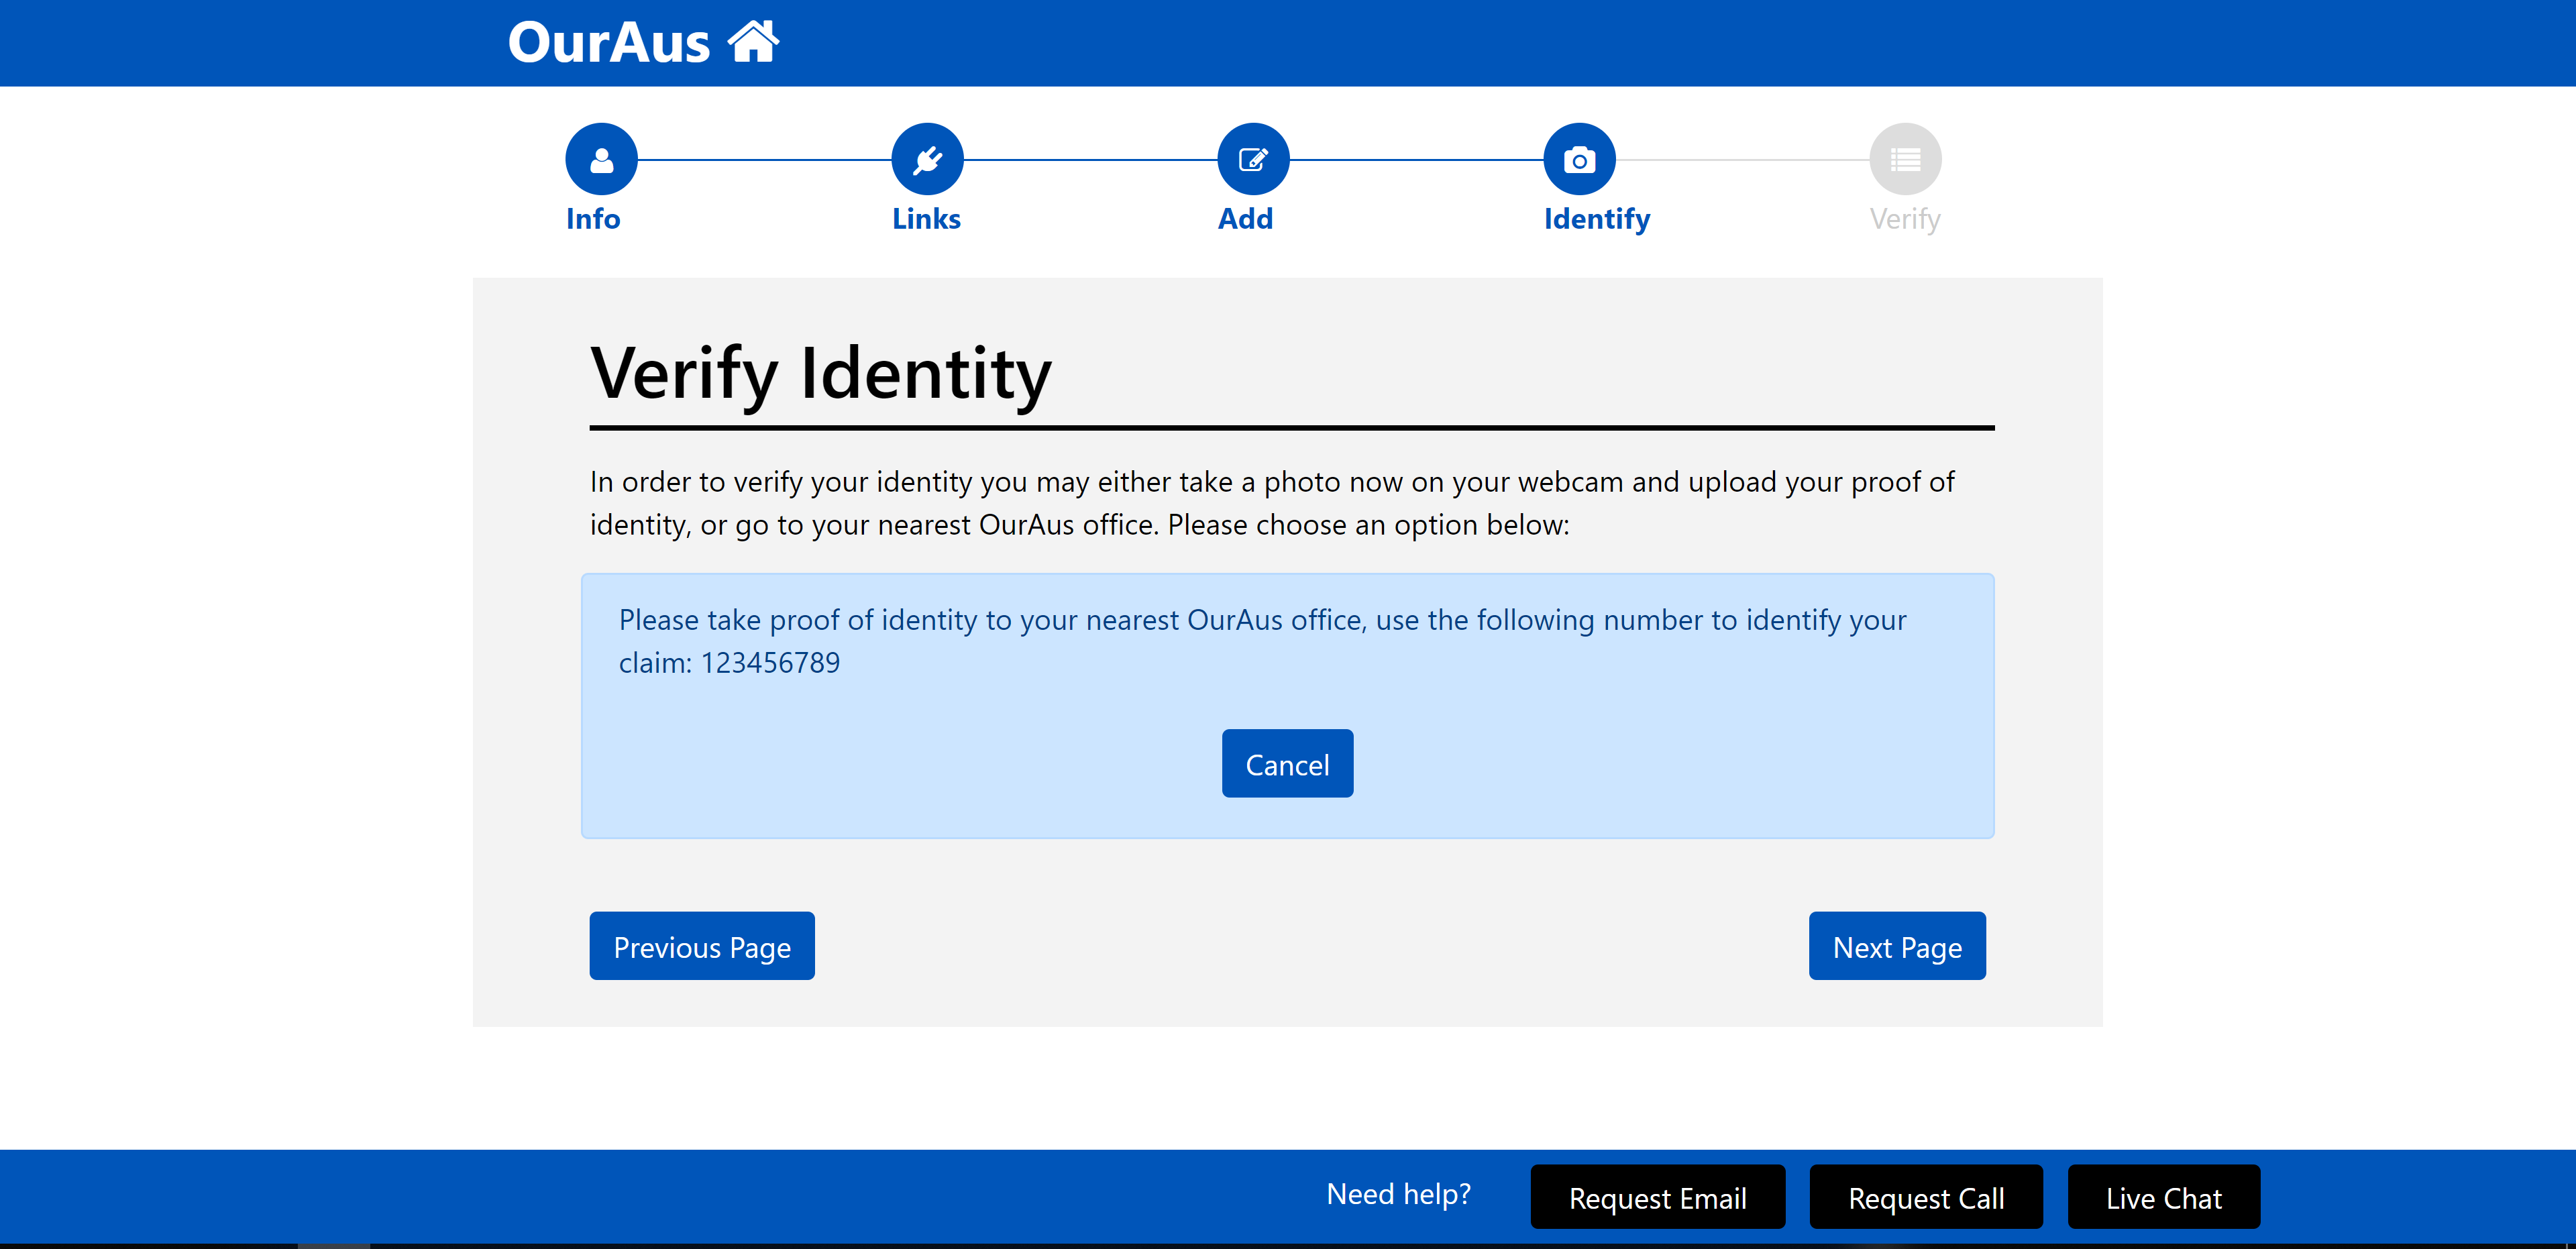 OurAus
Info
Links
Add
Identify
Verify
Verify Identity
In order to verify your identity you may either take a photo now on your webcam and upload your proof of
identity, or go to your nearest OurAus office. Please choose an option below:
Please take proof of identity to your nearest OurAus office, use the following number to identify your
claim: 123456789
Cancel
Previous Page
Next Page
Need help?
Request Email
Request Call
Live Chat